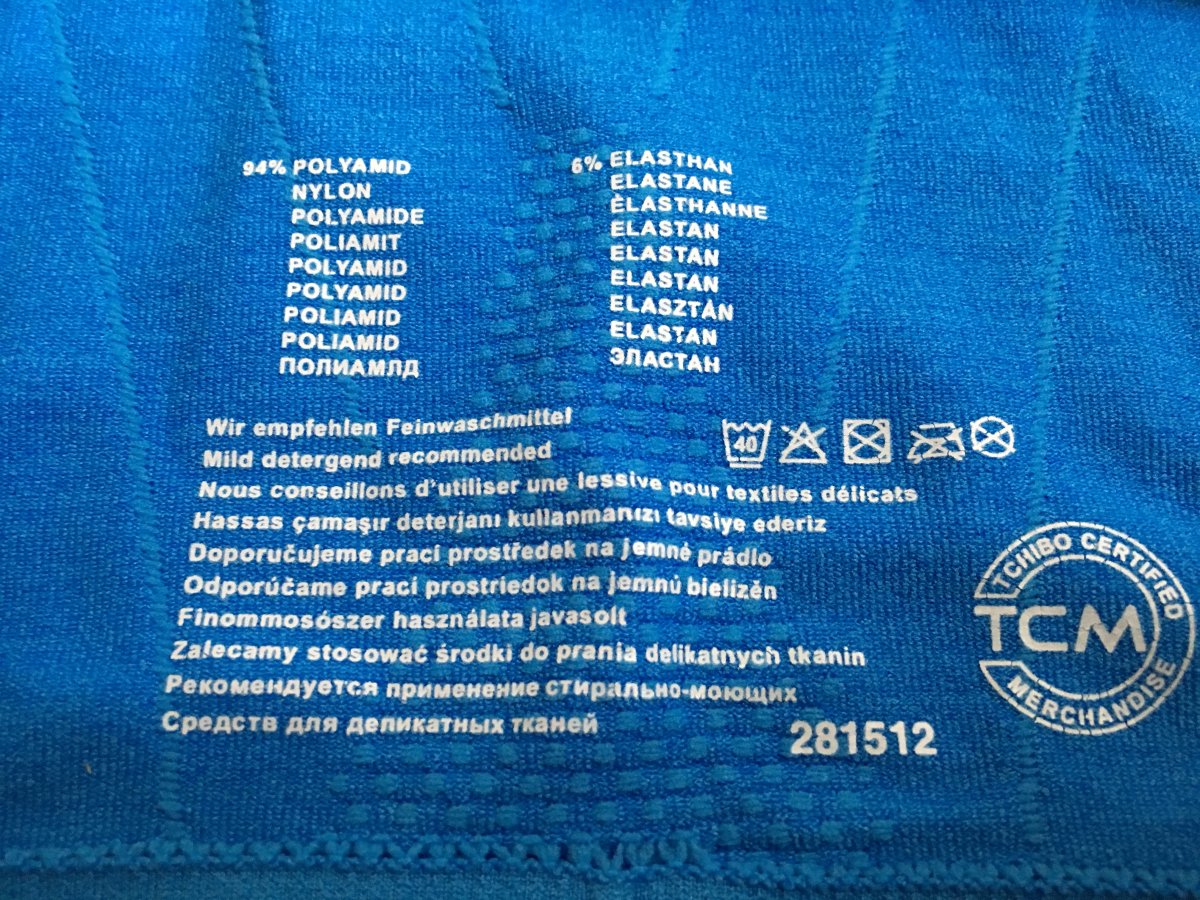 94% POLYAMID
NYLON
POLYAMIDE
POLIAMIT
POLYAMID
POLYAMID
POLIAMID
POLIAMID
ПОЛИАМЛД
6% ELASTHAN
ELASTANE
ÈLASTHANNE
ELASTAN
ELASTAN
ELASTAN
ELASZTÁN
ELASTAN
ЭЛАСТАН
40
Wir empfehlen Feinwaschmittel
Mild detergend recommended
Nous conseillons d'utiliser une lessive pour textiles délicats
Hassas çamaşır deterjanı kullanmanızı tavsiye ederiz
Doporučujeme prací prostředek na jemné prádlo
Odporúčame prací prostriedok na jemnú bielizěn
Finommosószer használata javasolt
Zalecamy stosować środki do prania delikatnych tkanin
Рекомендуется применение стирально-моющих
Средств для деликатных тканей
281512
TCHIBO CERTIFIED
TCM
MERCHANDISE